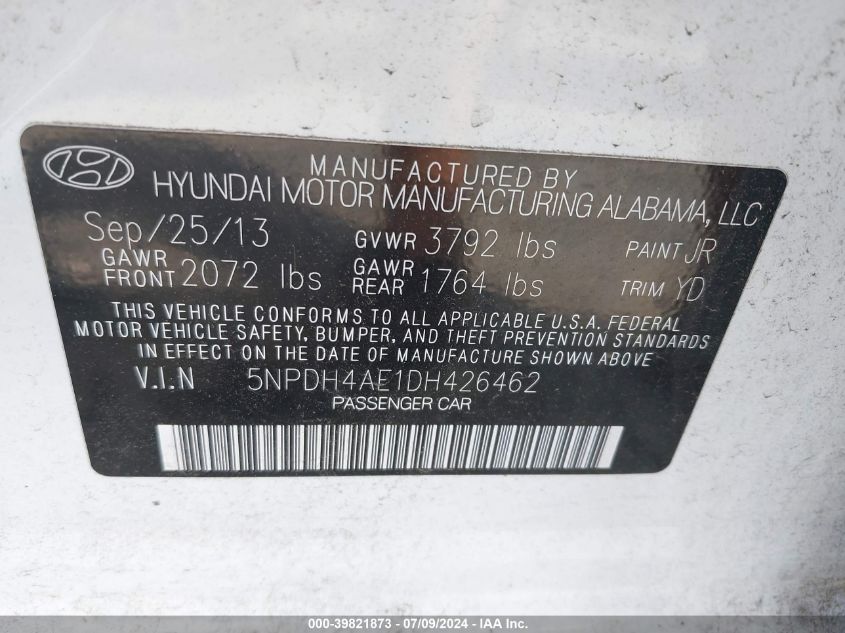 MANUFACTURED BY
HYUNDAI MOTOR MANUFACTURING ALABAMA, LLC
Sep/25/13 GVWR 3792 lbs PAINT JR
GAWR FRONT 2072 lbs GAWR REAR 1764 lbs TRIM YD
THIS VEHICLE CONFORMS TO ALL APPLICABLE U.S.A. FEDERAL
MOTOR VEHICLE SAFETY, BUMPER, AND THEFT PREVENTION STANDARDS
IN EFFECT ON THE DATE OF MANUFACTURE SHOWN ABOVE
V.I.N 5NPDH4AE1DH426462
PASSENGER CAR
000-39821873 - 07/09/2024 - IAAI.COM